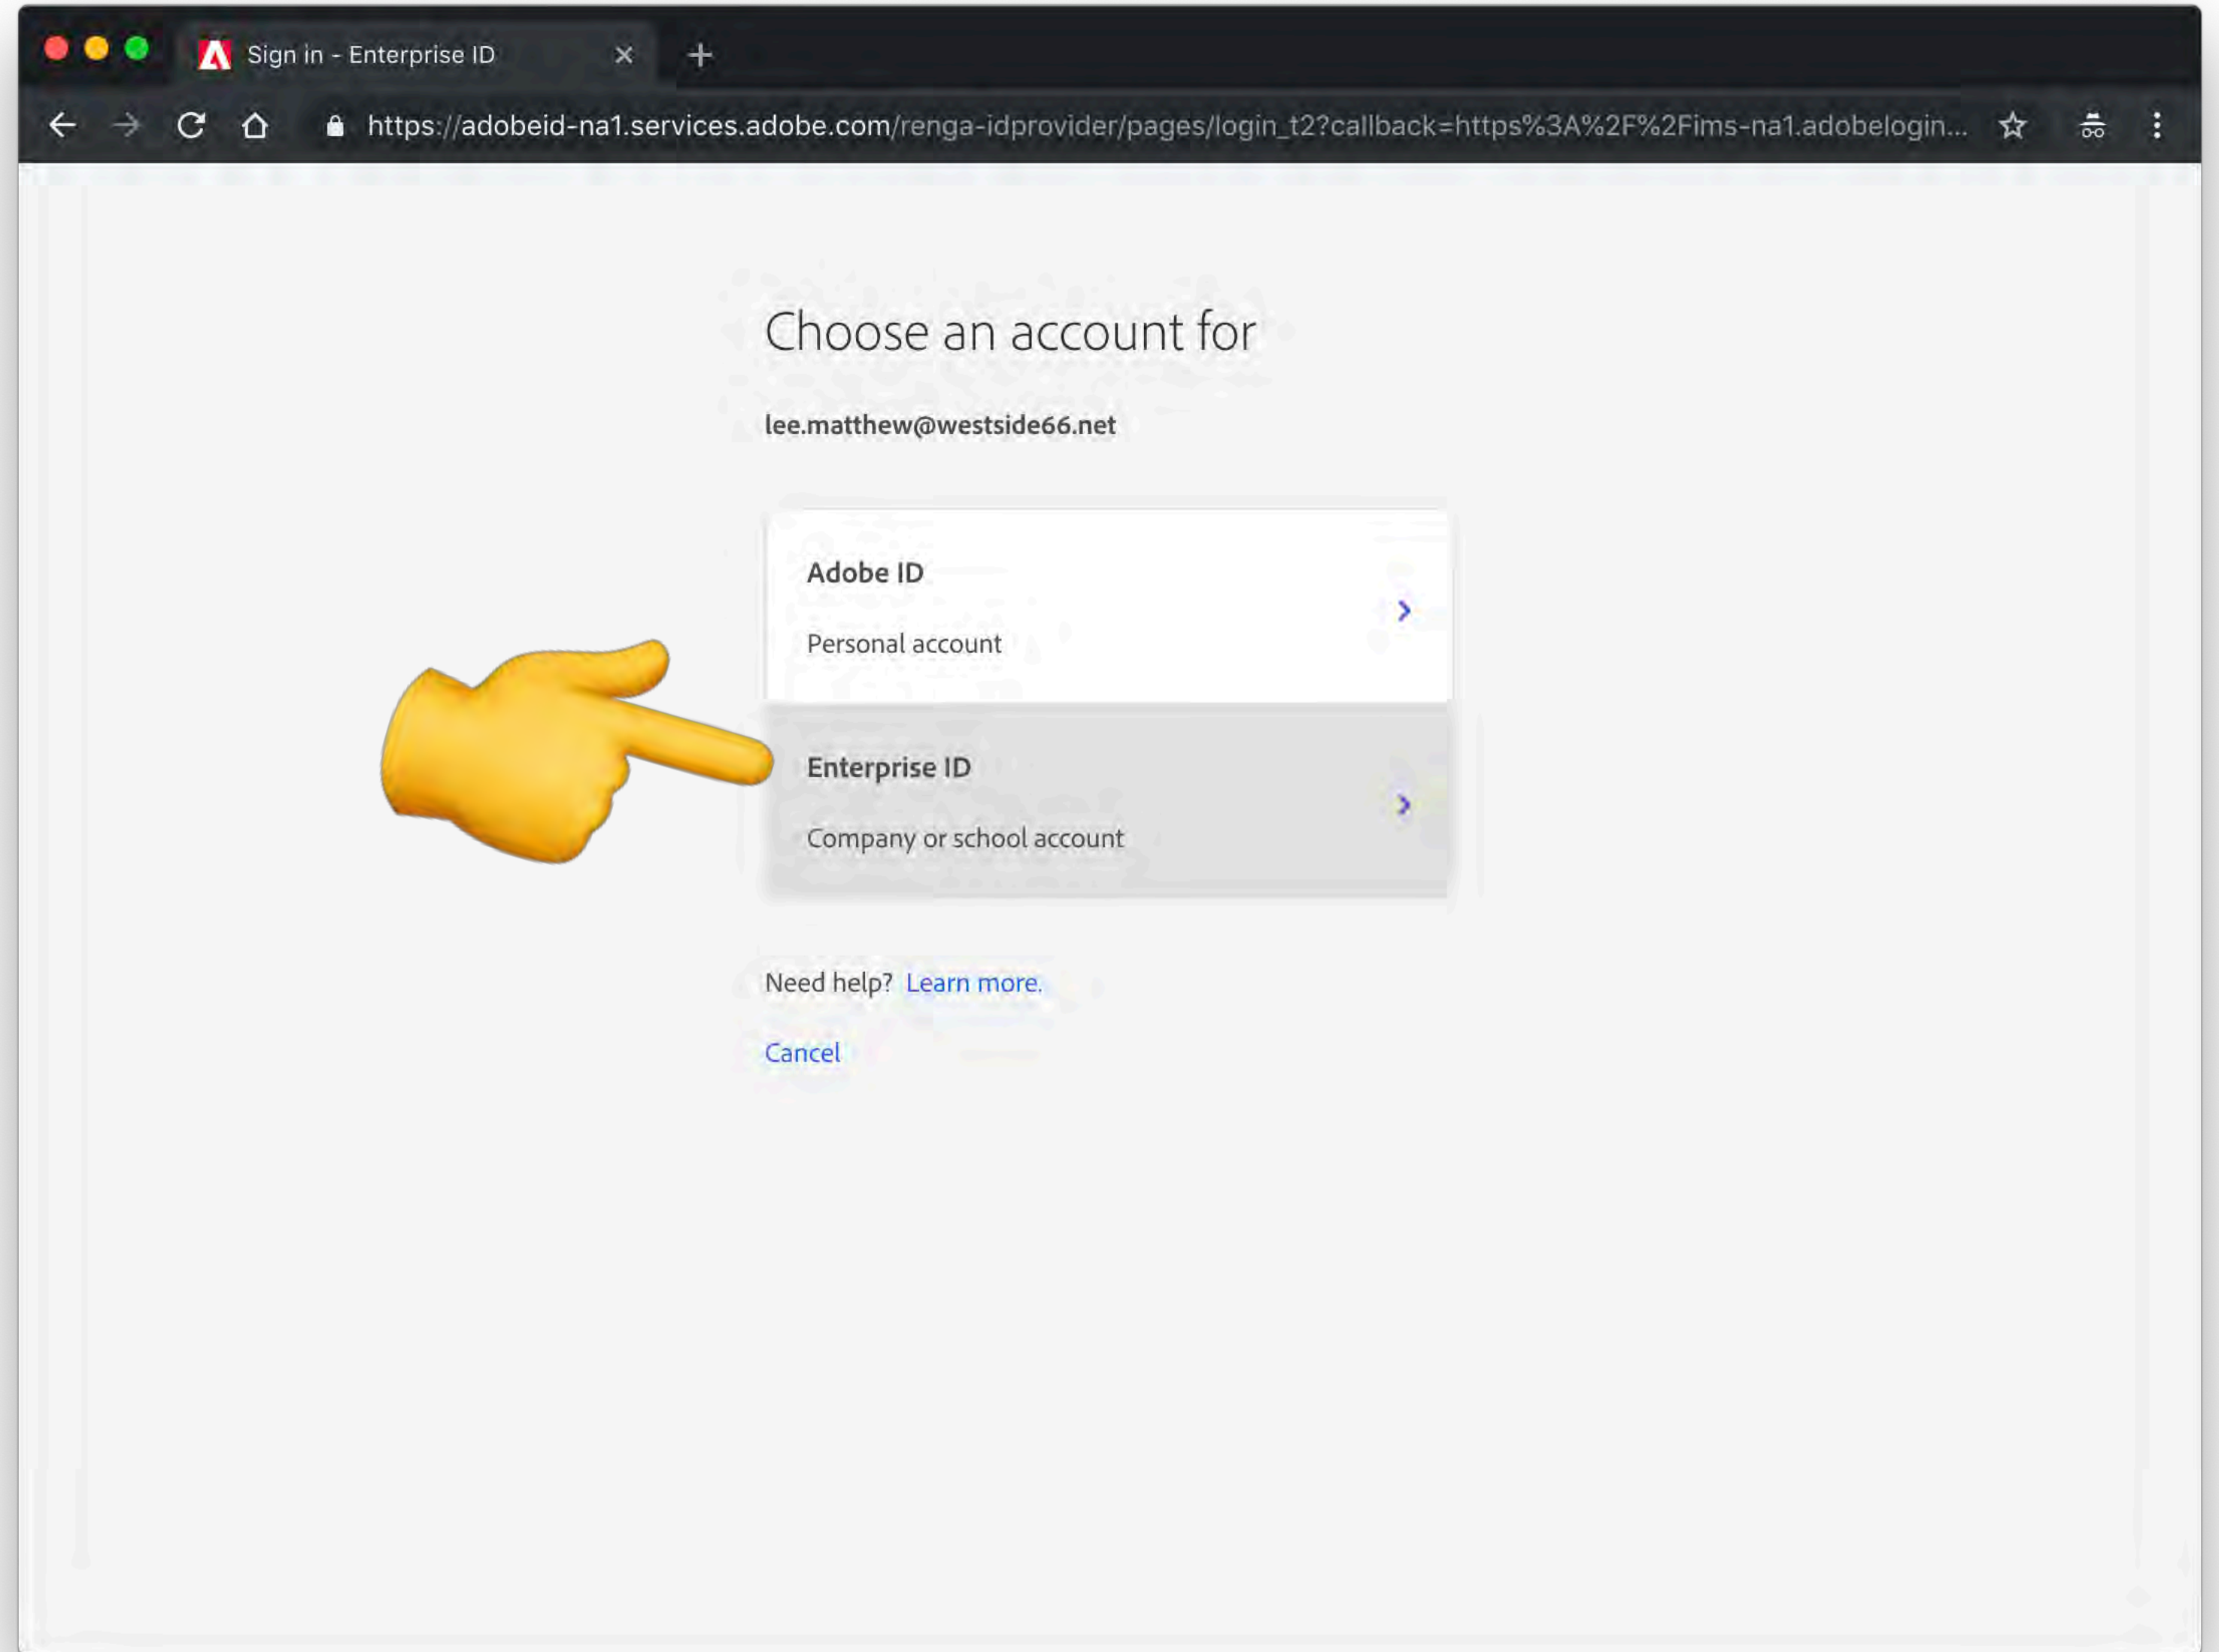 Sign in - Enterprise ID
https://adobeid-na1.services.adobe.com/renga-idprovider/pages/login_t2?callback=https%3A%2F%2Fims-na1.adobelogin...
Choose an account for
lee.matthew@westside66.net
Adobe ID
Personal account
Enterprise ID
Company or school account
Need help? Learn more.
Cancel